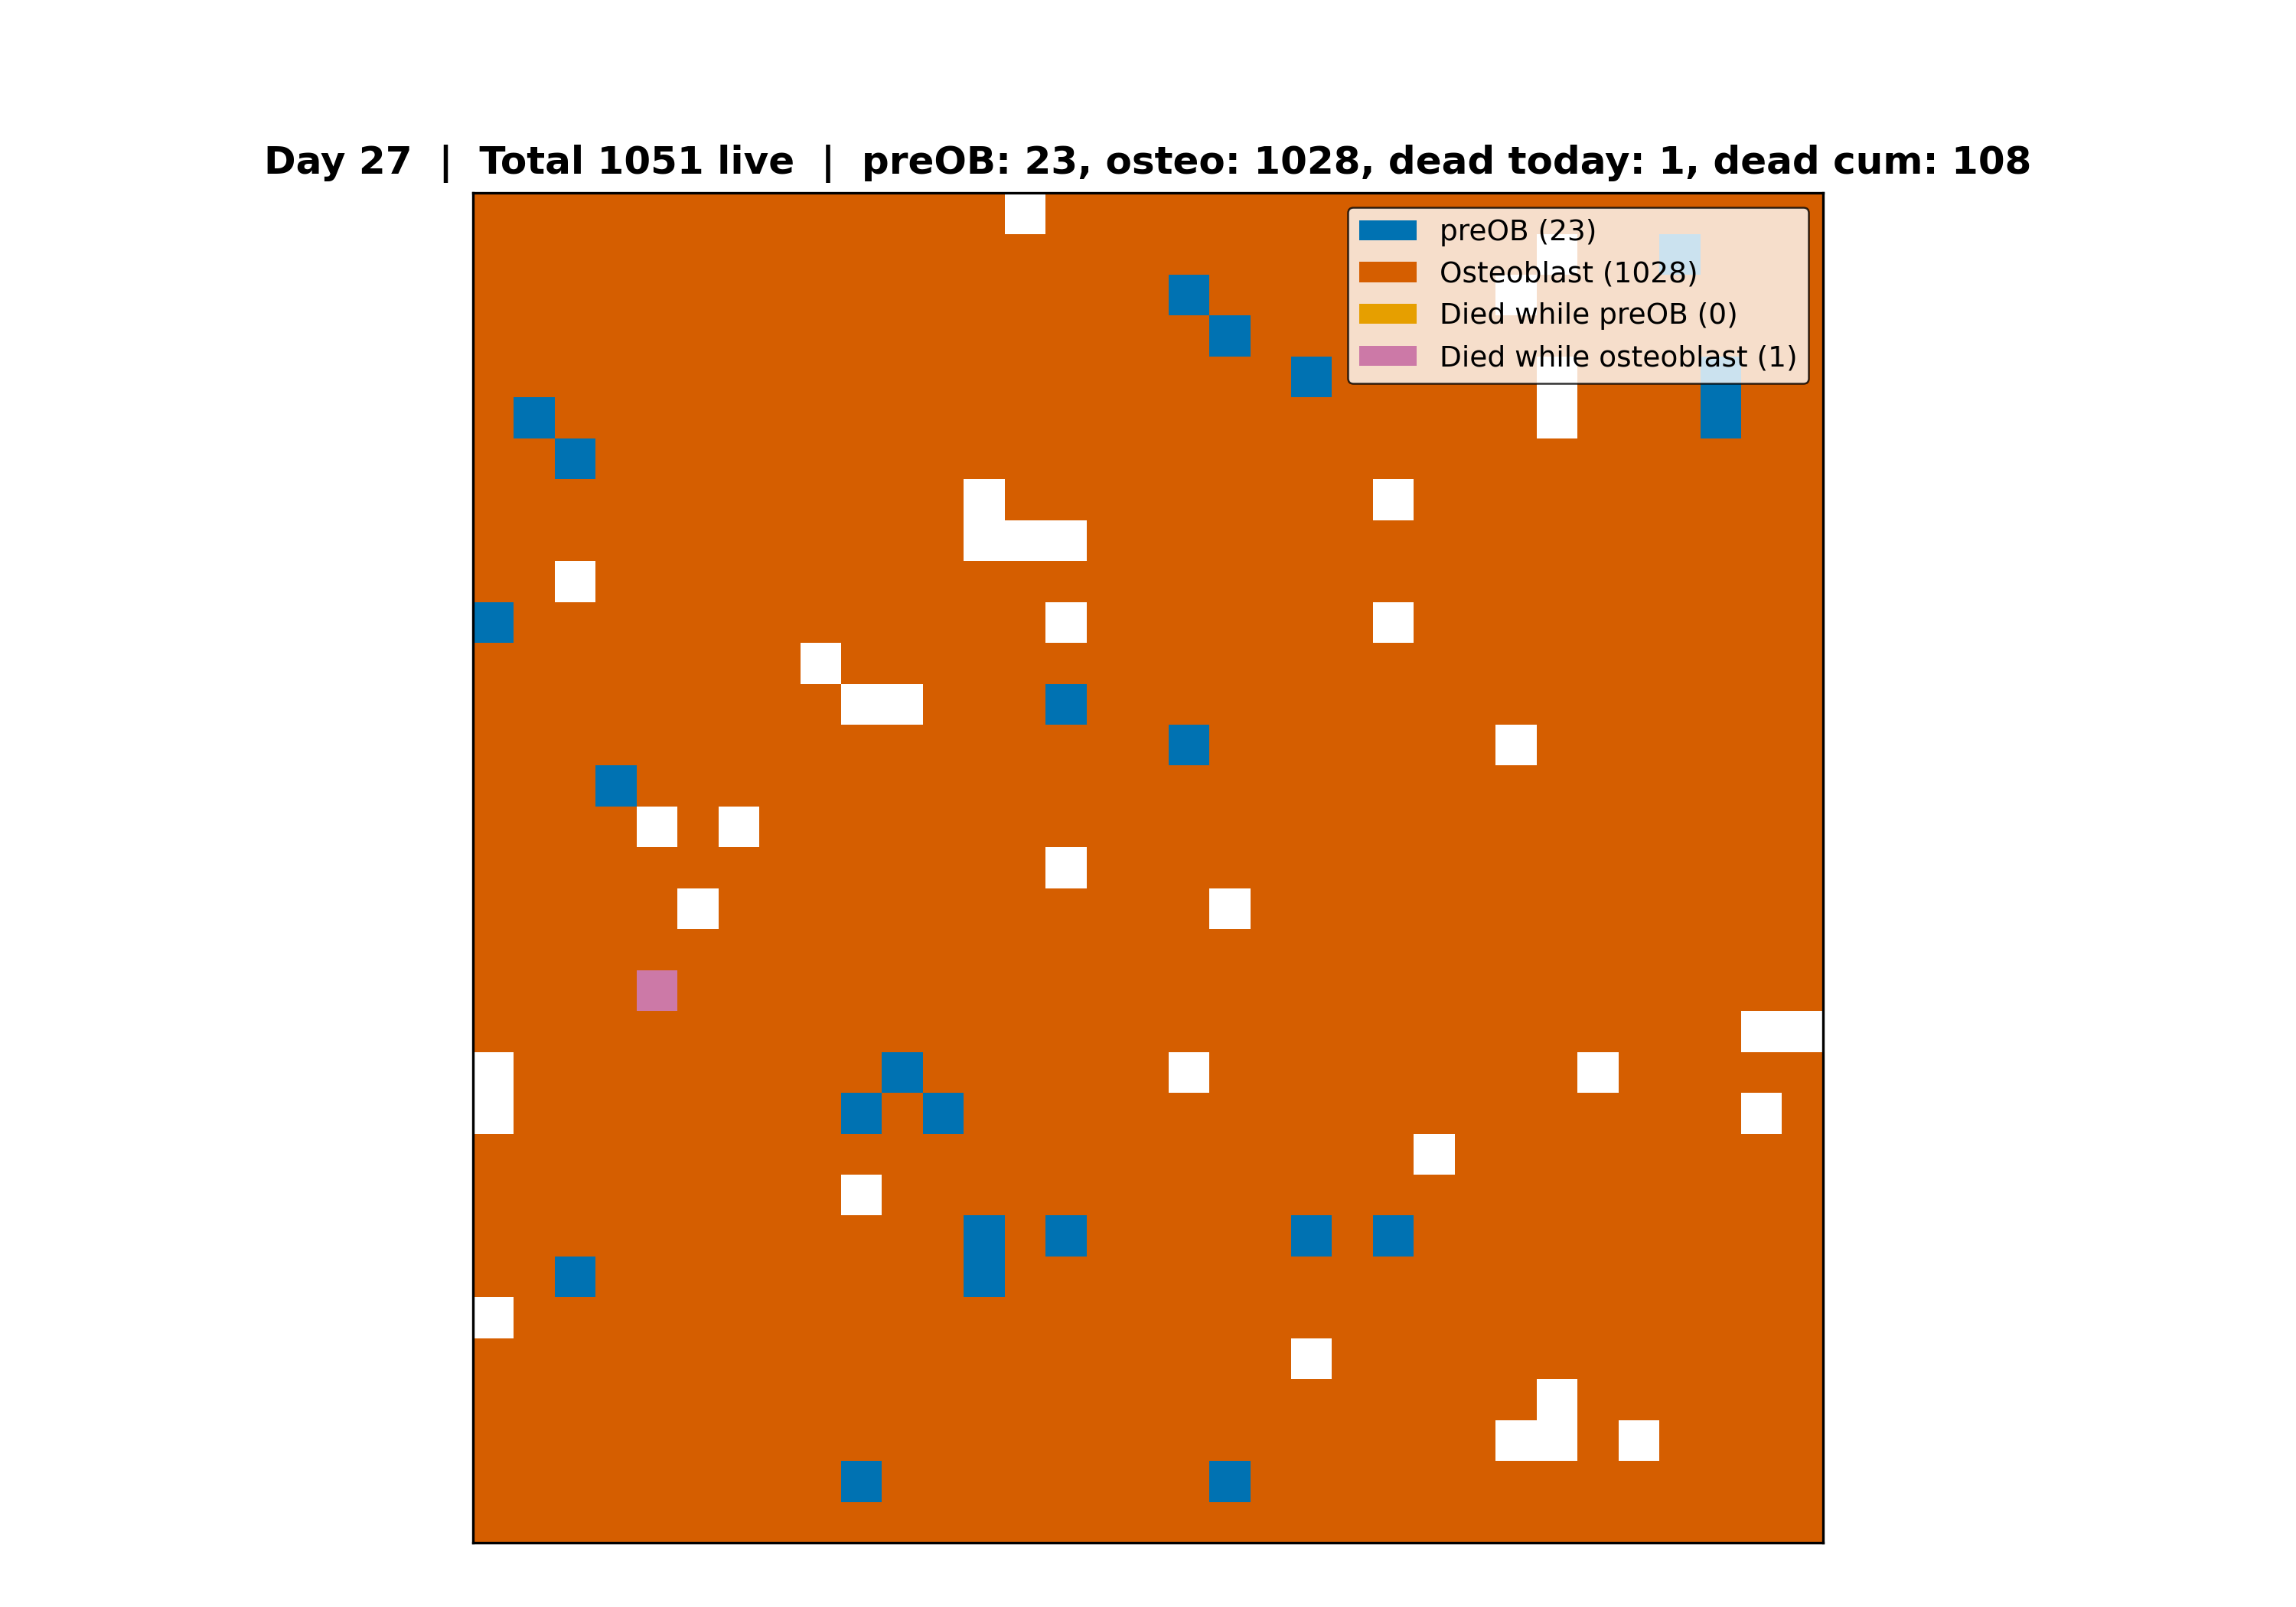 Day 27 | Total 1051 live | preOB: 23, osteo: 1028, dead today: 1, dead cum: 108
preOB (23)
Osteoblast (1028)
Died while preOB (0)
Died while osteoblast (1)